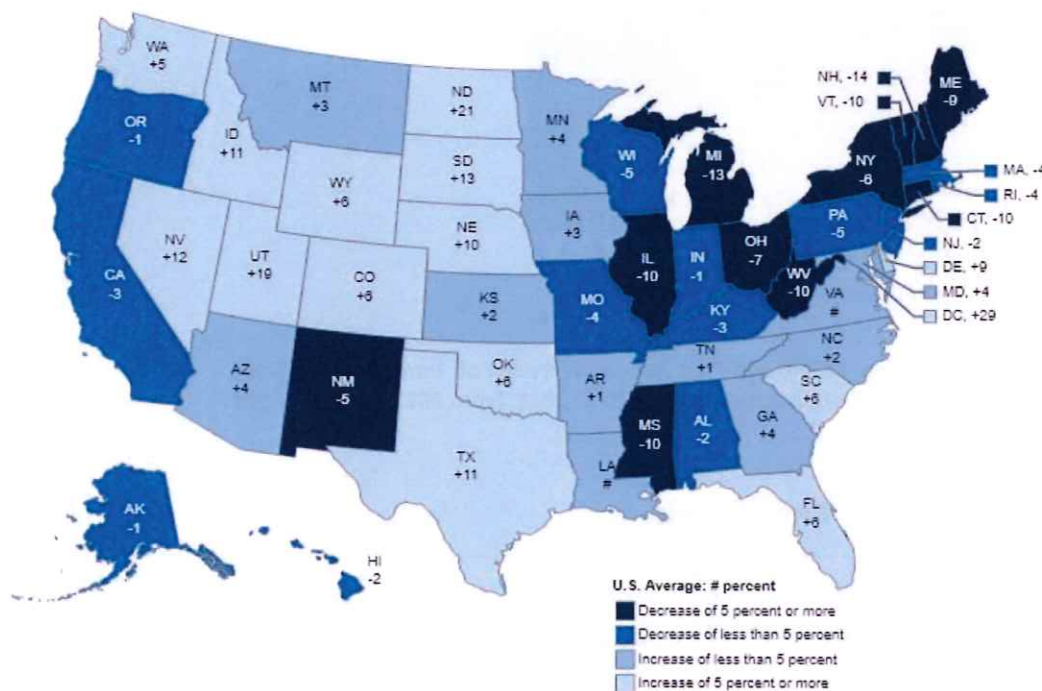 WA
+5
MT
+3
ND
+21
MN
+4
NH, -14
VT, -10
ME
-9
OR
-1
ID
+11
SD
+13
WI
-5
MI
-13
NY
-6
MA, -4
RI, -4
WY
+6
CT, -10
NV
+12
UT
+19
NE
+10
IA
+3
PA
-5
NJ, -2
CA
-3
CO
+6
KS
+2
MO
-4
IL
-10
IN
-1
OH
-7
WV
-10
DE, +9
MD, +4
DC, +29
VA
#
KY
-3
AZ
+4
NM
-5
OK
+6
AR
+1
TN
+1
NC
+2
SC
+6
TX
+11
LA
#
MS
-10
AL
-2
GA
+4
FL
+6
AK
-1
HI
-2
U.S. Average: # percent
Decrease of 5 percent or more
Decrease of less than 5 percent
Increase of less than 5 percent
Increase of 5 percent or more